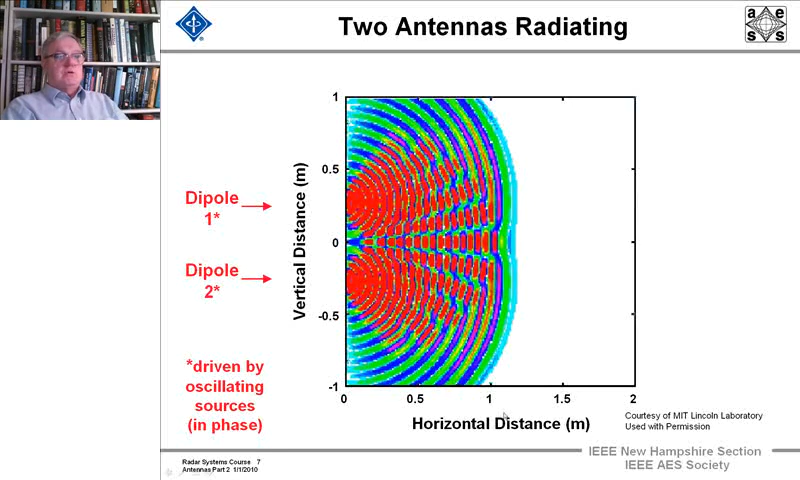 Two Antennas Radiating
a e
s s
Dipole
1*
Dipole
2*
*driven by
oscillating
sources
(in phase)
Vertical Distance (m)
1
0.5
0
-0.5
-1
0 0.5 1 1.5 2
Horizontal Distance (m)
Courtesy of MIT Lincoln Laboratory
Used with Permission
Radar Systems Course 7
Antennas Part 2 1/1/2010
IEEE New Hampshire Section
IEEE AES Society